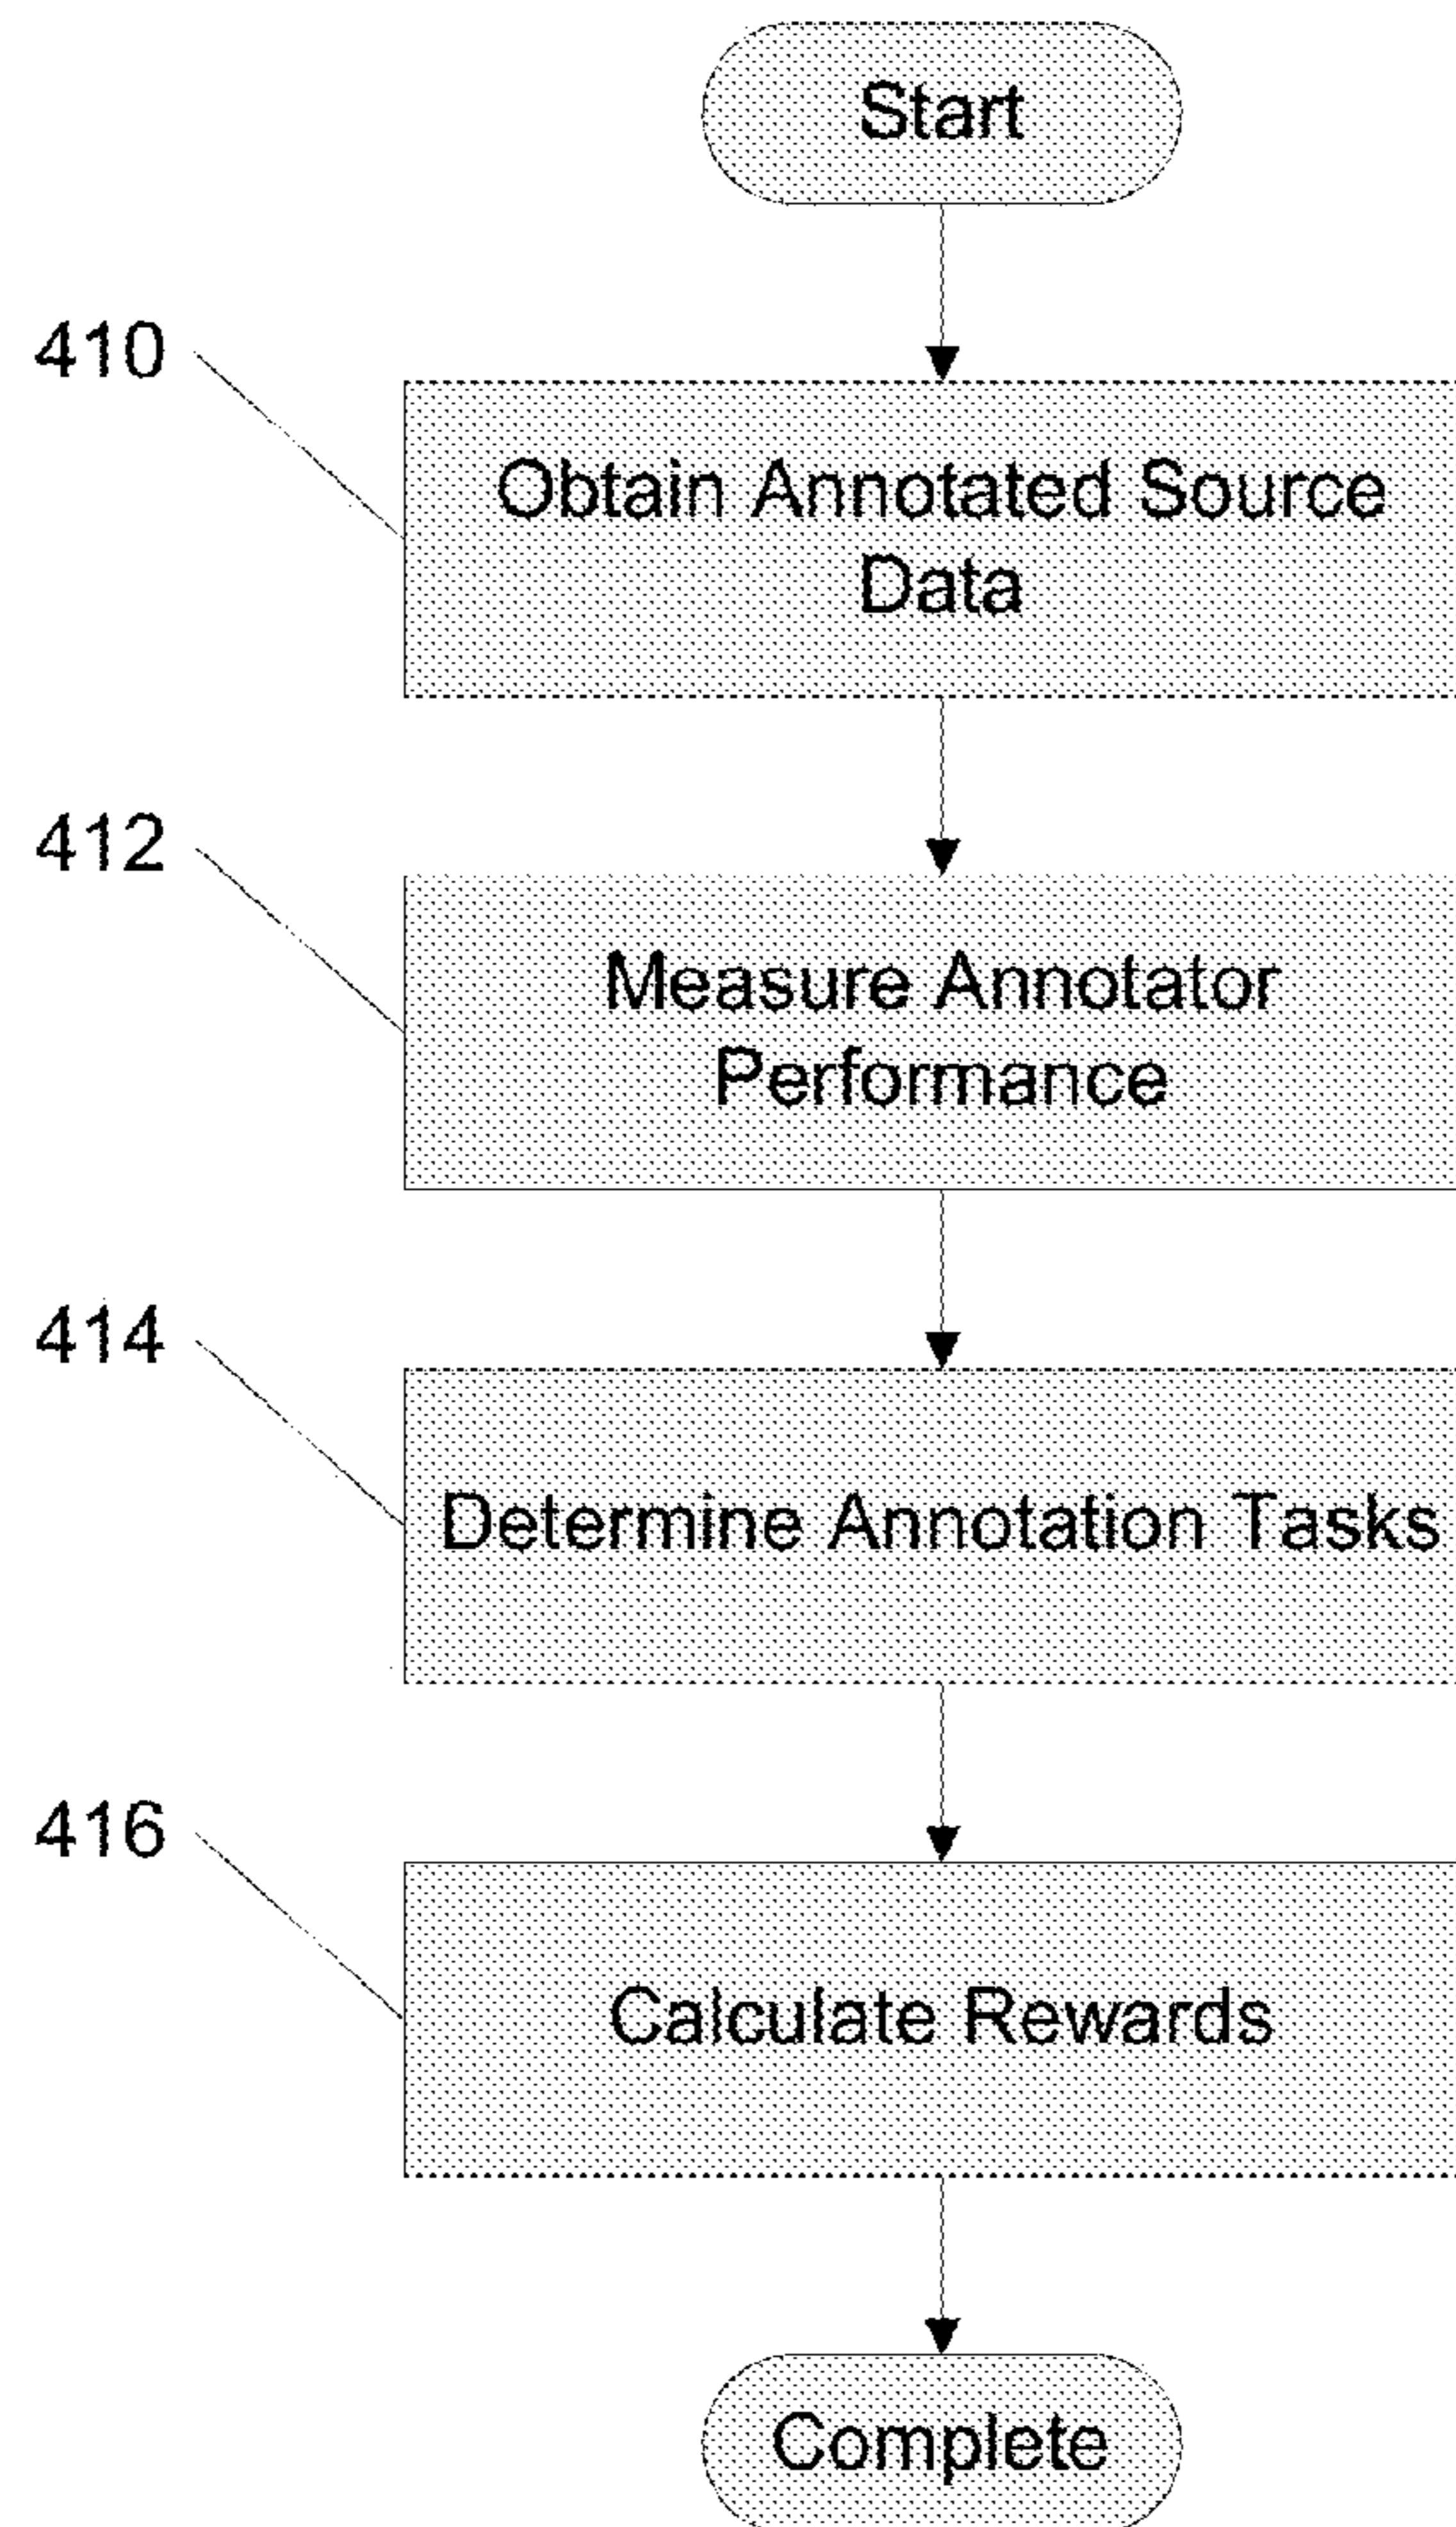 Start
410
Obtain Annotated Source
Data
412
Measure Annotator
Performance
414
Determine Annotation Tasks
416
Calculate Rewards
Complete